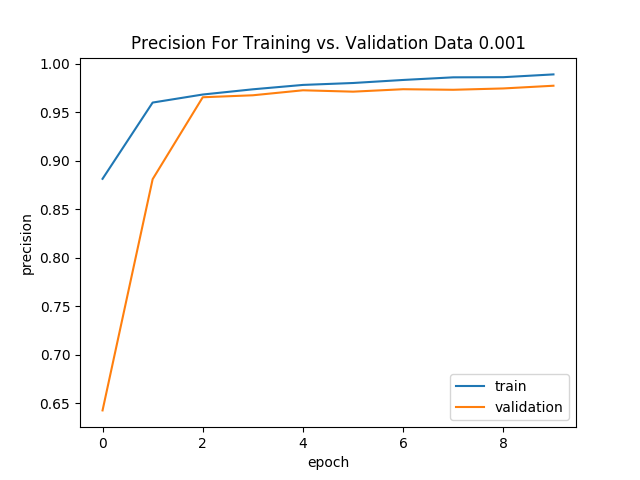 Precision For Training vs. Validation Data 0.001
1.00
0.95
0.90
0.85
0.80
0.75
0.70
0.65
precision
0 2 4 6 8
epoch
train
validation